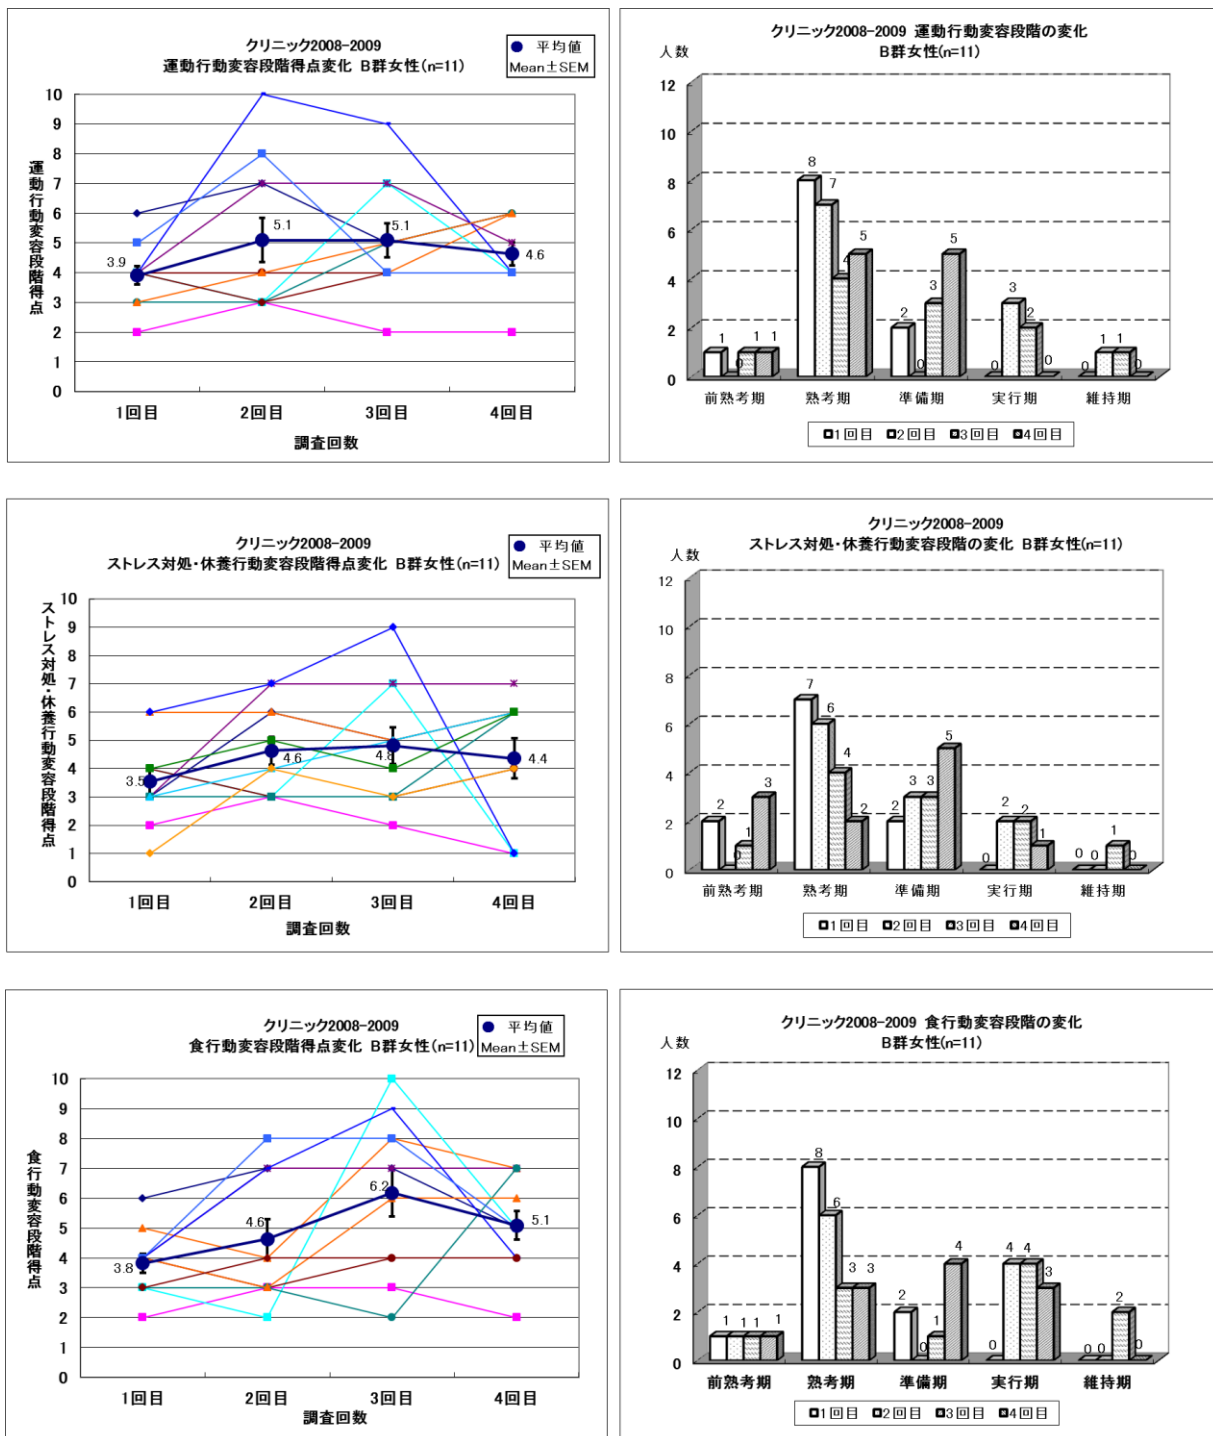 クリニック2008-2009
運動行動変容段階得点変化 B群女性(n=11)
平均値
Mean±SEM
運動行動変容段階得点
10
9
8
7
6
5
4
3
2
1
0
3.9
5.1
5.1
4.6
1回目 2回目 3回目 4回目
調査回数
クリニック2008-2009 運動行動変容段階の変化
B群女性(n=11)
人数
12
10
8
6
4
2
0
1 0 1 1
8 7 4 5
2 0 3 5
0 3 2 0
0 1 1 0
前熟考期 熟考期 準備期 実行期 維持期
1回目 2回目 3回目 4回目
クリニック2008-2009
ストレス対処・休養行動変容段階得点変化 B群女性(n=11)
平均値
Mean±SEM
ストレス対処・休養行動変容段階得点
10
9
8
7
6
5
4
3
2
1
0
3.5
4.6
4.8
4.4
1回目 2回目 3回目 4回目
調査回数
クリニック2008-2009
ストレス対処・休養行動変容段階の変化 B群女性(n=11)
人数
12
10
8
6
4
2
0
2 0 1 3
7 6 4 2
2 3 3 5
0 2 2 1
0 0 1 0
前熟考期 熟考期 準備期 実行期 維持期
1回目 2回目 3回目 4回目
クリニック2008-2009
食行動変容段階得点変化 B群女性(n=11)
平均値
Mean±SEM
食行動変容段階得点
10
9
8
7
6
5
4
3
2
1
0
3.8
4.6
6.2
5.1
1回目 2回目 3回目 4回目
調査回数
クリニック2008-2009 食行動変容段階の変化
B群女性(n=11)
人数
12
10
8
6
4
2
0
1 1 1 1
8 6 3 3
2 0 1 4
0 4 4 3
0 0 2 0
前熟考期 熟考期 準備期 実行期 維持期
1回目 2回目 3回目 4回目